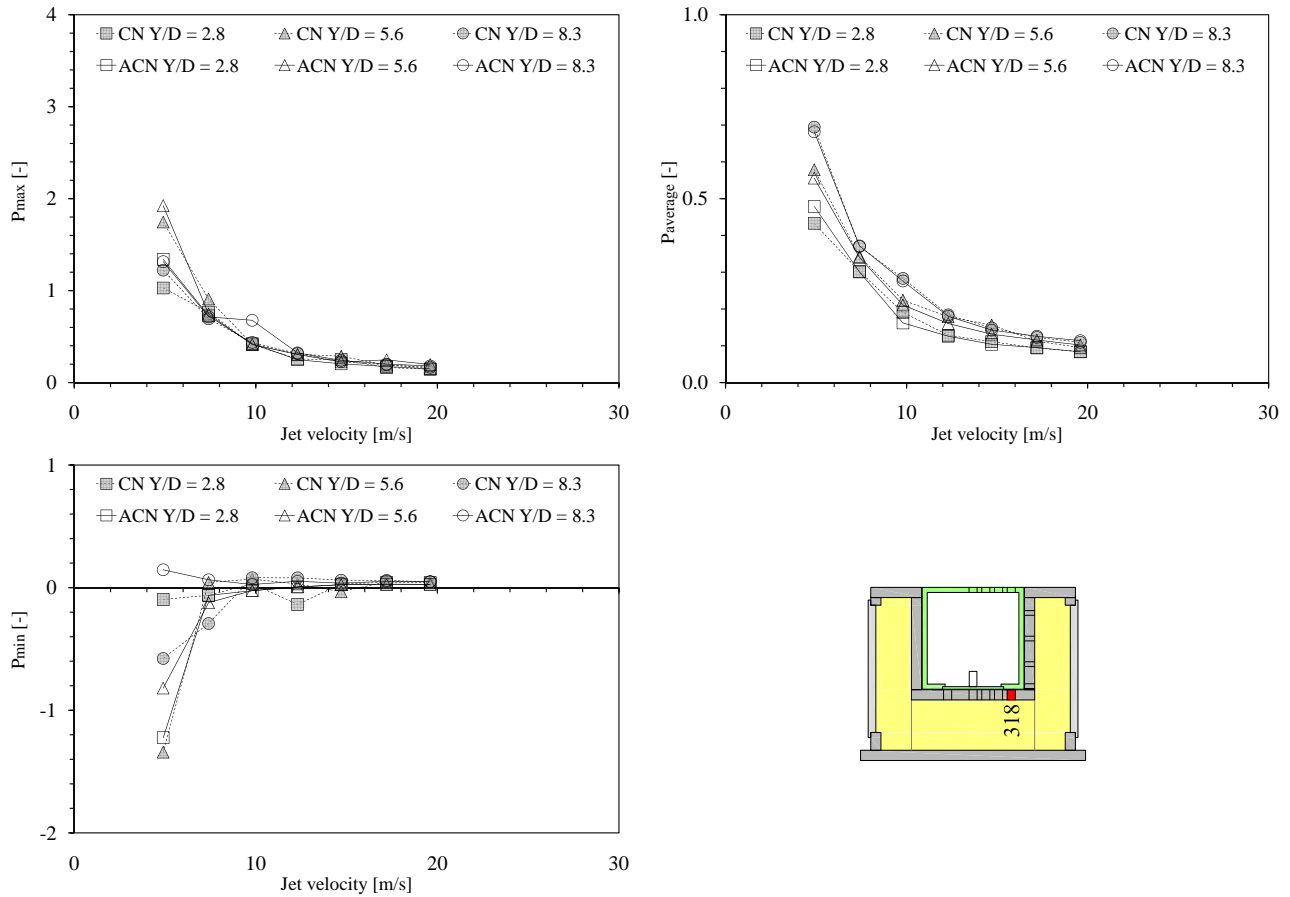 4
3
2
1
0
Pmax [-]
CN Y/D = 2.8 CN Y/D = 5.6 CN Y/D = 8.3
ACN Y/D = 2.8 ACN Y/D = 5.6 ACN Y/D = 8.3
0 10 20 30
Jet velocity [m/s]
1.0
0.5
0.0
Paverage [-]
CN Y/D = 2.8 CN Y/D = 5.6 CN Y/D = 8.3
ACN Y/D = 2.8 ACN Y/D = 5.6 ACN Y/D = 8.3
0 10 20 30
Jet velocity [m/s]
1
0
-1
-2
Pmin [-]
CN Y/D = 2.8 CN Y/D = 5.6 CN Y/D = 8.3
ACN Y/D = 2.8 ACN Y/D = 5.6 ACN Y/D = 8.3
0 10 20 30
Jet velocity [m/s]
318